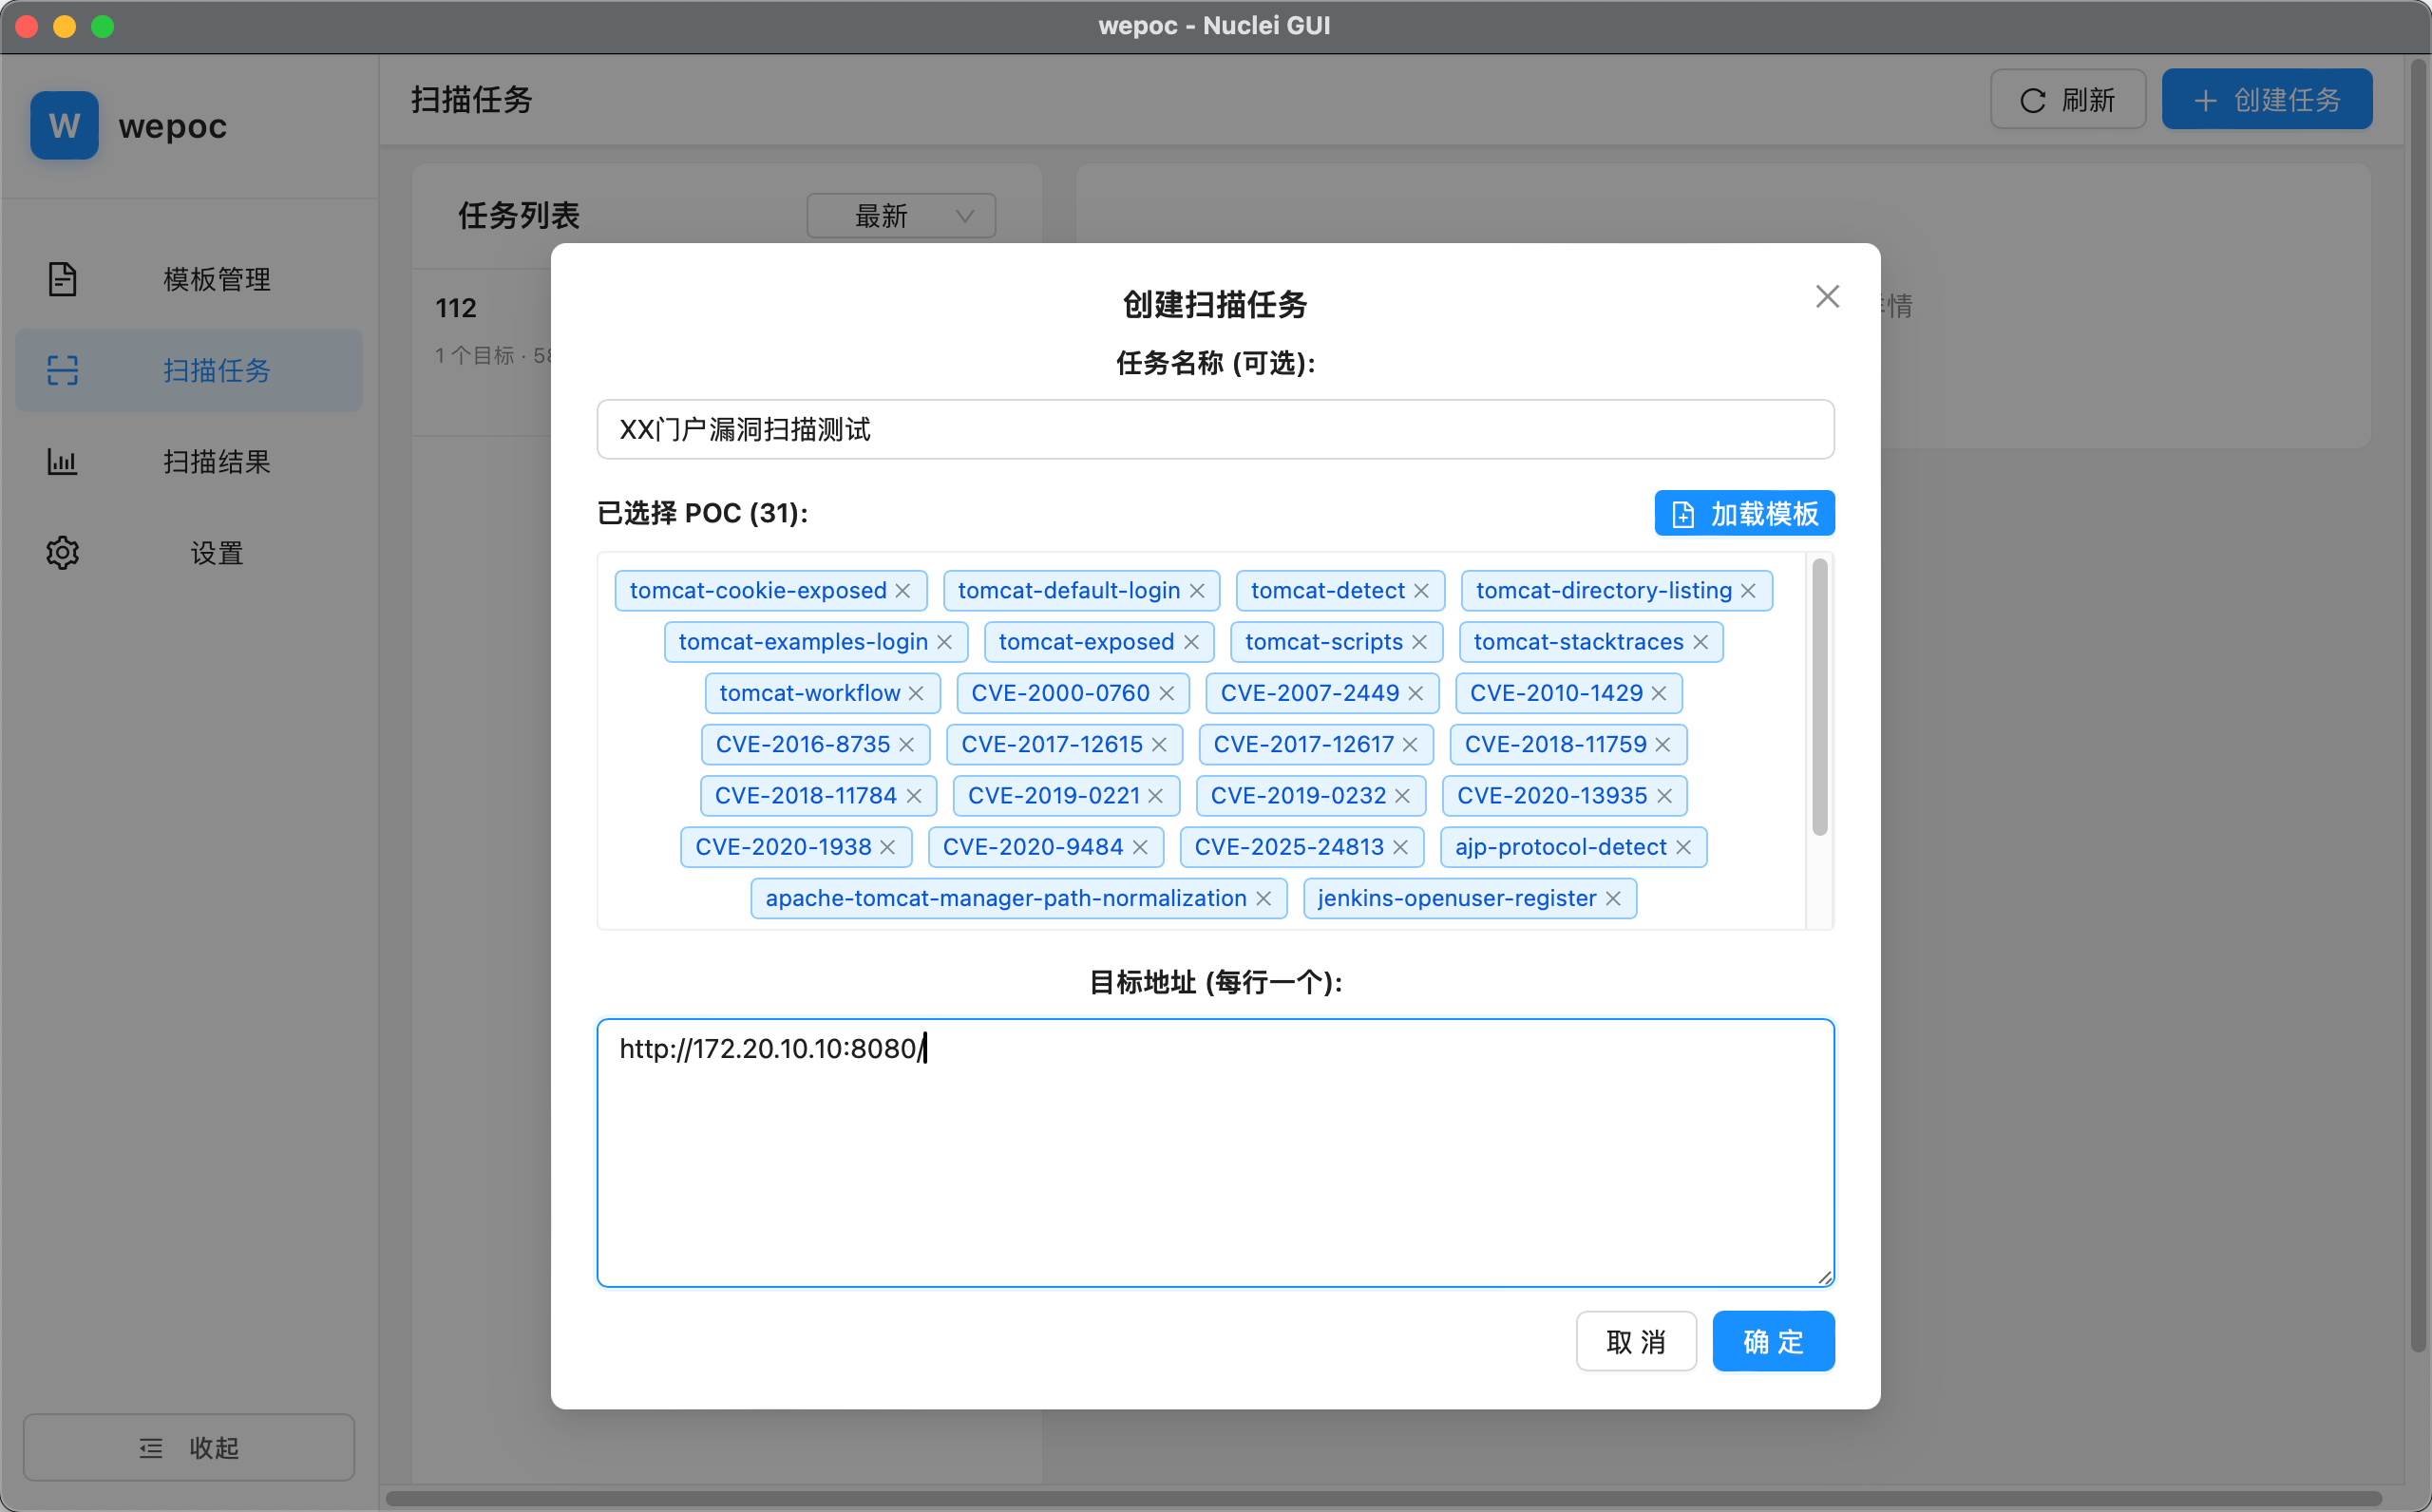 wepoc - Nuclei GUI
W wepoc
模板管理
扫描任务
扫描结果
设置
收起
扫描任务
刷新
创建任务
任务列表
最新
112
1 个目标 · 58
情
创建扫描任务
任务名称 (可选):
XX门户漏洞扫描测试
已选择 POC (31):
加载模板
tomcat-cookie-exposed tomcat-default-login tomcat-detect tomcat-directory-listing
tomcat-examples-login tomcat-exposed tomcat-scripts tomcat-stacktraces
tomcat-workflow CVE-2000-0760 CVE-2007-2449 CVE-2010-1429
CVE-2016-8735 CVE-2017-12615 CVE-2017-12617 CVE-2018-11759
CVE-2018-11784 CVE-2019-0221 CVE-2019-0232 CVE-2020-13935
CVE-2020-1938 CVE-2020-9484 CVE-2025-24813 ajp-protocol-detect
apache-tomcat-manager-path-normalization jenkins-openuser-register
目标地址 (每行一个):
http://172.20.10.10:8080/
取 消
确 定